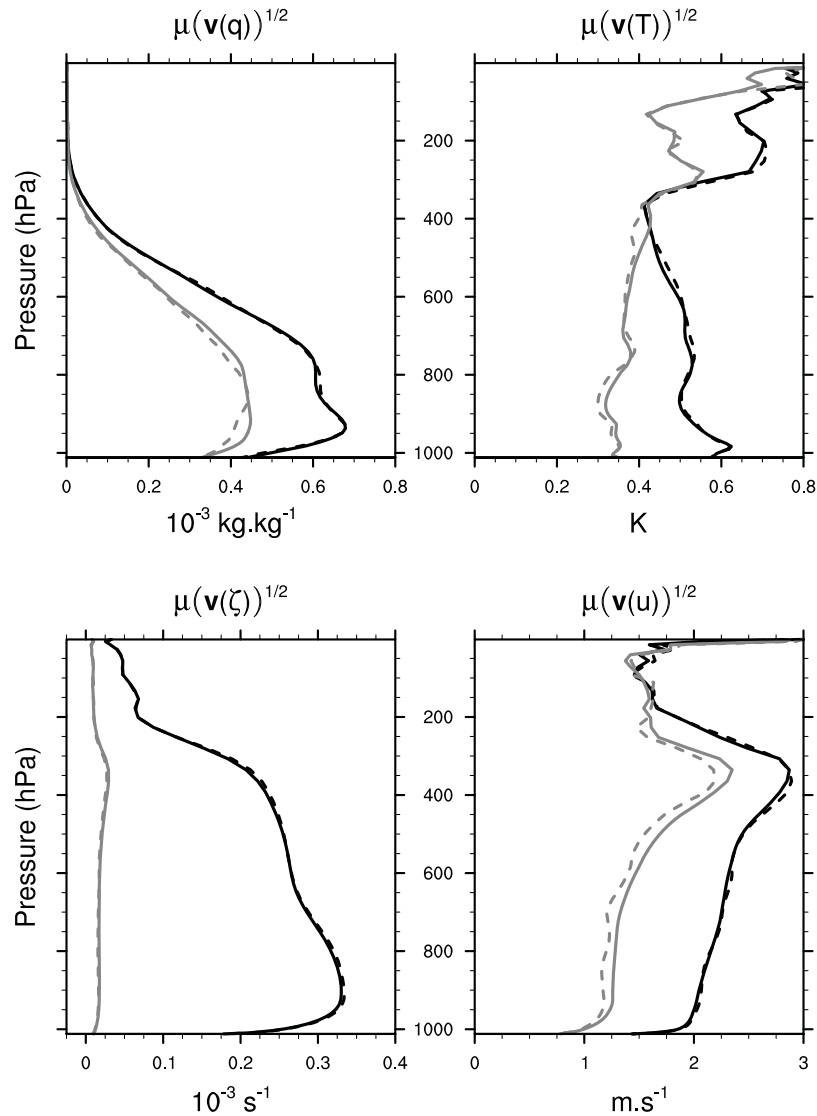 μ(v(q))^1/2
μ(v(T))^1/2
Pressure (hPa)
200
400
600
800
1000
0 0.2 0.4 0.6 0.8
0 0.2 0.4 0.6 0.8
10^-3 kg.kg^-1
K
μ(v(ζ))^1/2
μ(v(u))^1/2
Pressure (hPa)
200
400
600
800
1000
0 0.1 0.2 0.3 0.4
0 1 2 3
10^-3 s^-1
m.s^-1